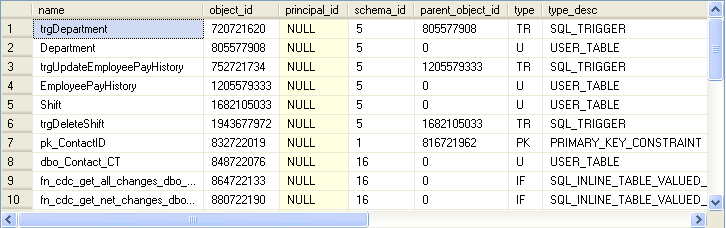 name object_id principal_id schema_id parent_object_id type type_desc
1 trgDepartment 720721620 NULL 5 805577908 TR SQL_TRIGGER
2 Department 805577908 NULL 5 0 U USER_TABLE
3 trgUpdateEmployeePayHistory 752721734 NULL 5 1205579333 TR SQL_TRIGGER
4 EmployeePayHistory 1205579333 NULL 5 0 U USER_TABLE
5 Shift 1682105033 NULL 5 0 U USER_TABLE
6 trgDeleteShift 1943677972 NULL 5 1682105033 TR SQL_TRIGGER
7 pk_ContactID 832722019 NULL 1 816721962 PK PRIMARY_KEY_CONSTRAINT
8 dbo_Contact_CT 848722076 NULL 16 0 U USER_TABLE
9 fn_cdc_get_all_changes_dbo_... 864722133 NULL 16 0 IF SQL_INLINE_TABLE_VALUED_
10 fn_cdc_get_net_changes_dbo... 880722190 NULL 16 0 IF SQL_INLINE_TABLE_VALUED_